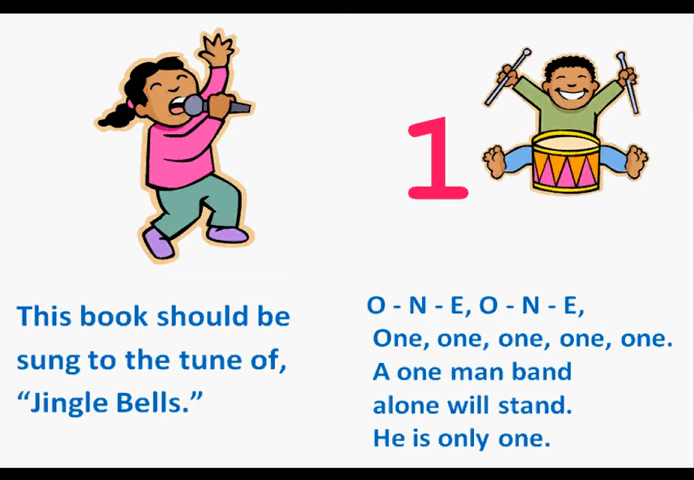 This book should be
sung to the tune of,
“Jingle Bells.”
1
O - N - E, O - N - E,
One, one, one, one, one.
A one man band
alone will stand.
He is only one.